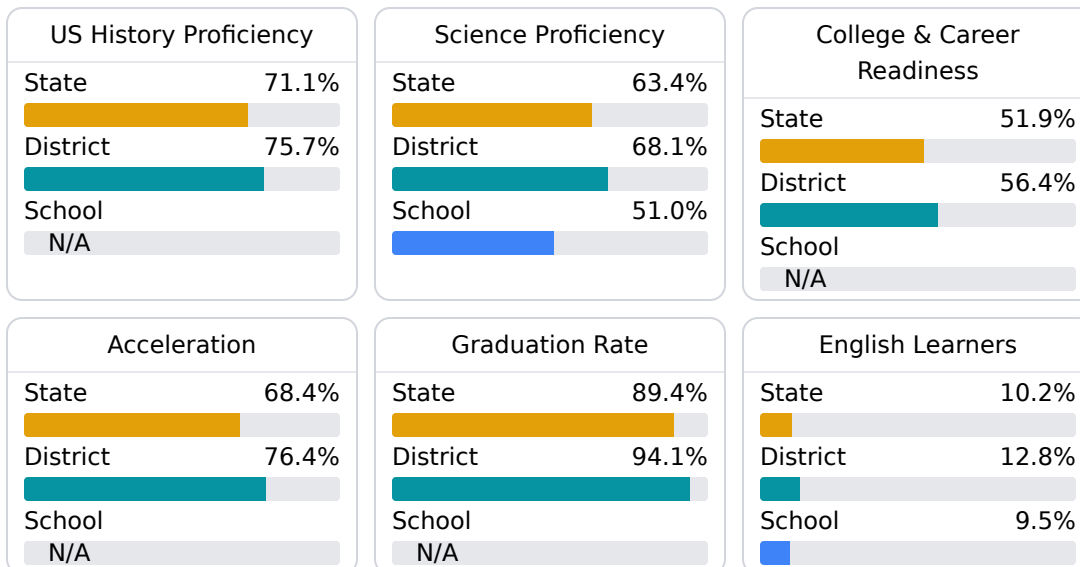 US History Proficiency
State 71.1%
District 75.7%
School
N/A
Science Proficiency
State 63.4%
District 68.1%
School 51.0%
College & Career
Readiness
State 51.9%
District 56.4%
School
N/A
Acceleration
State 68.4%
District 76.4%
School
N/A
Graduation Rate
State 89.4%
District 94.1%
School
N/A
English Learners
State 10.2%
District 12.8%
School 9.5%